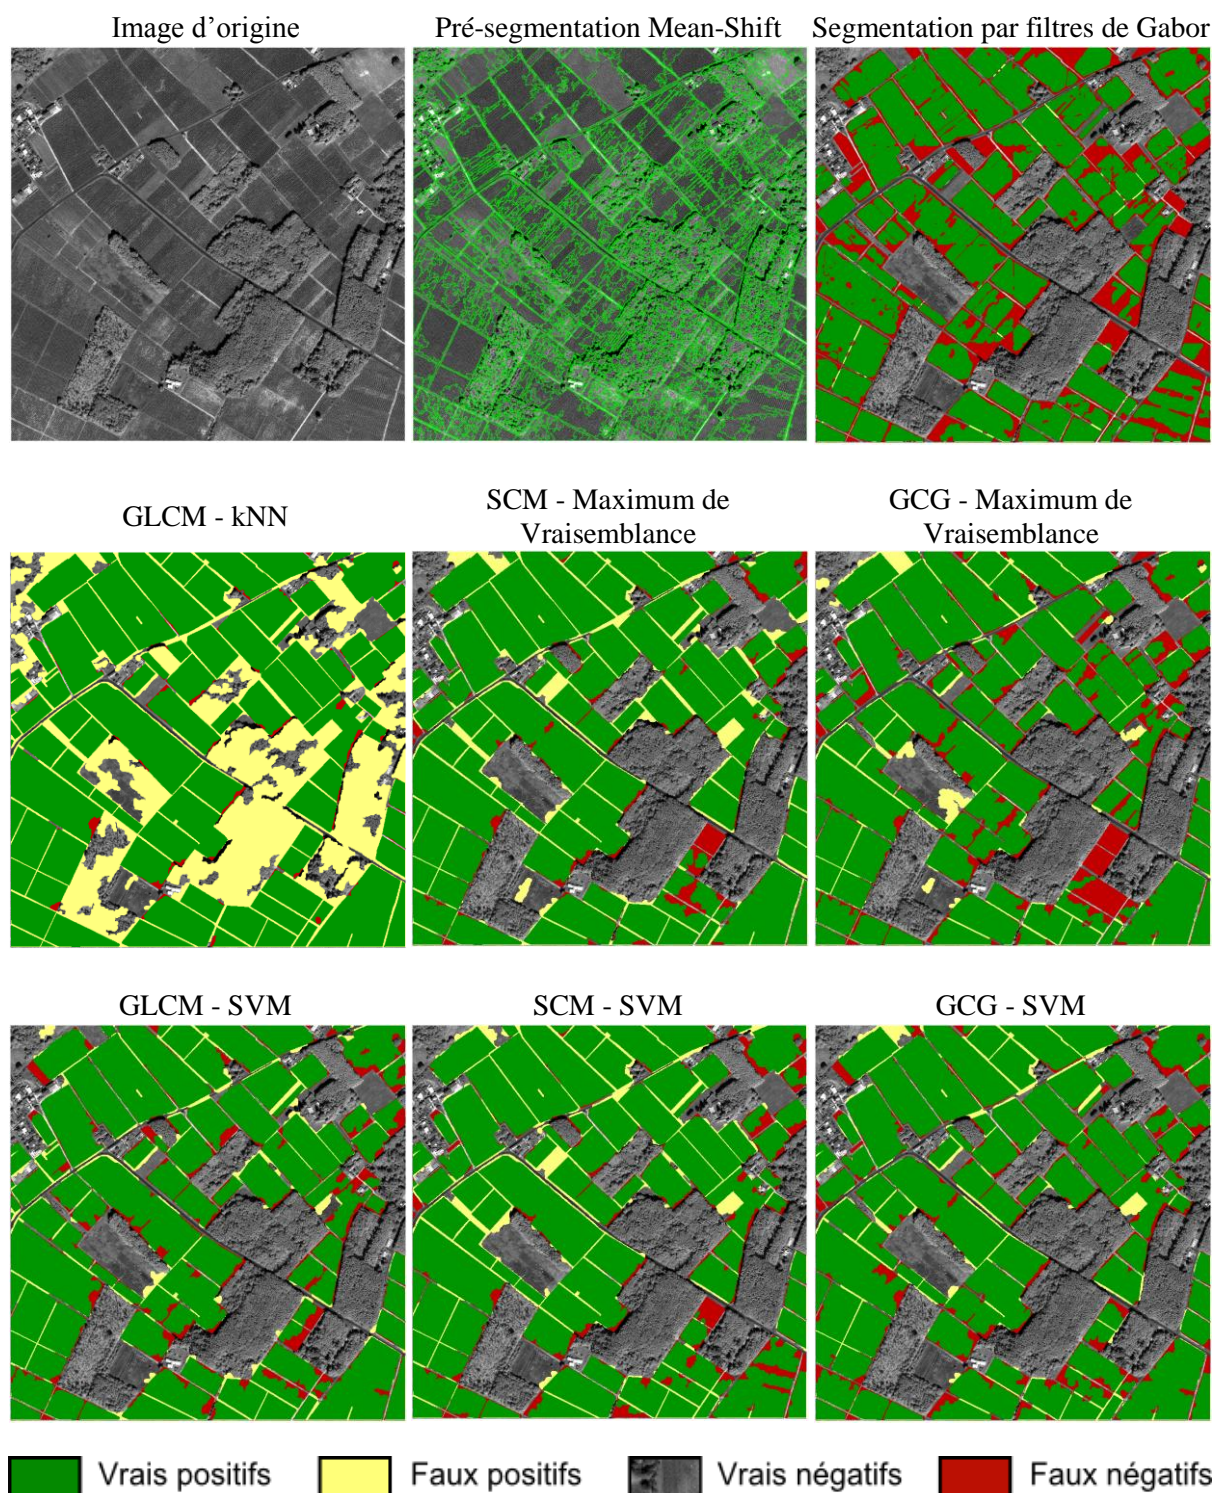 Image d’origine
Pré-segmentation Mean-Shift
Segmentation par filtres de Gabor
GLCM - kNN
SCM - Maximum de
Vraisemblance
GCG - Maximum de
Vraisemblance
GLCM - SVM
SCM - SVM
GCG - SVM
Vrais positifs
Faux positifs
Vrais négatifs
Faux négatifs